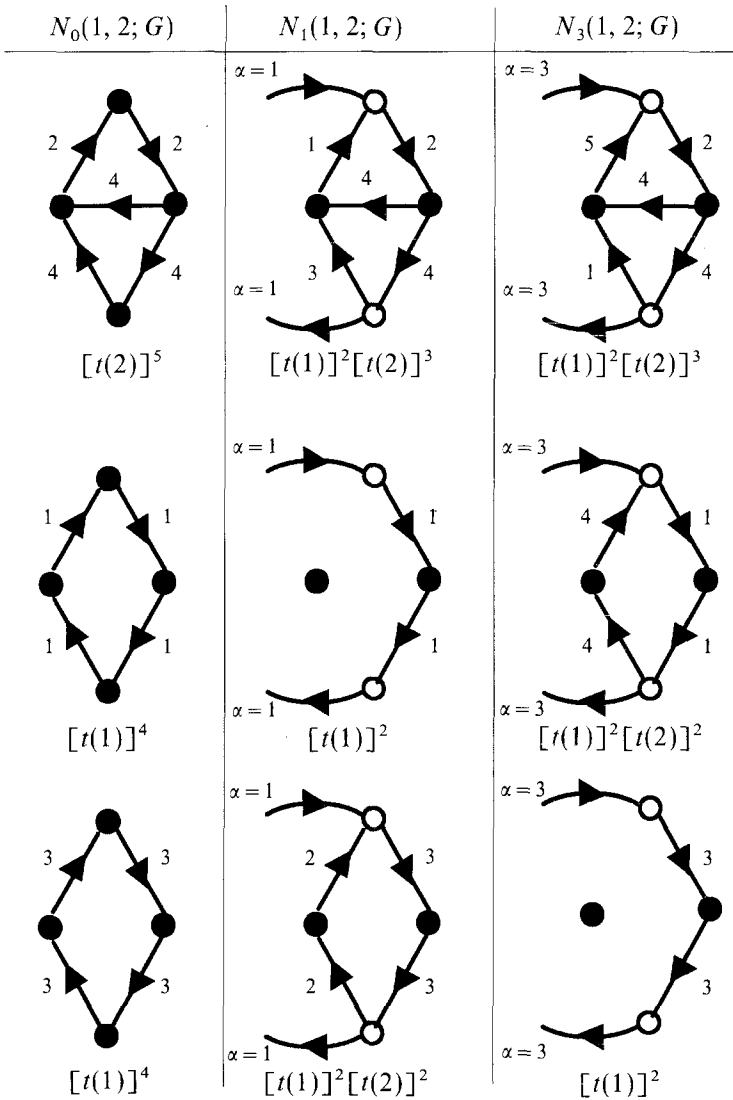 N₀(1, 2; G) N₁(1, 2; G) N₃(1, 2; G)
α = 1 α = 3
2 2 1 2 5 2
4 4 4
4 4 3 4 1 4
α = 1 α = 3
[t(2)]⁵ [t(1)]²[t(2)]³ [t(1)]²[t(2)]³
α = 1 α = 3
1 1 1 4 1
1 1 1 4 1
α = 1 α = 3
[t(1)]⁴ [t(1)]² [t(1)]²[t(2)]²
α = 1 α = 3
3 3 2 3 3
3 3 2 3 3
α = 1 α = 3
[t(1)]⁴ [t(1)]²[t(2)]² [t(1)]²